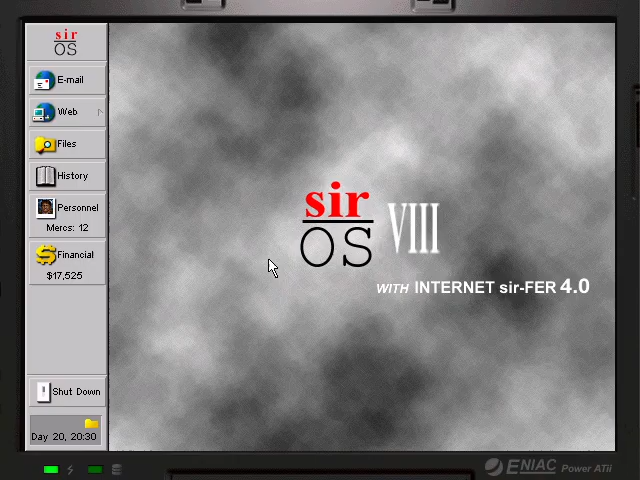 sir
OS
E-mail
Web
Files
History
Personnel
Mercs: 12
Financial
$17,525
Shut Down
Day 20, 20:30
sir
OS VIII
WITH INTERNET sir-FER 4.0
ENIAC Power ATii